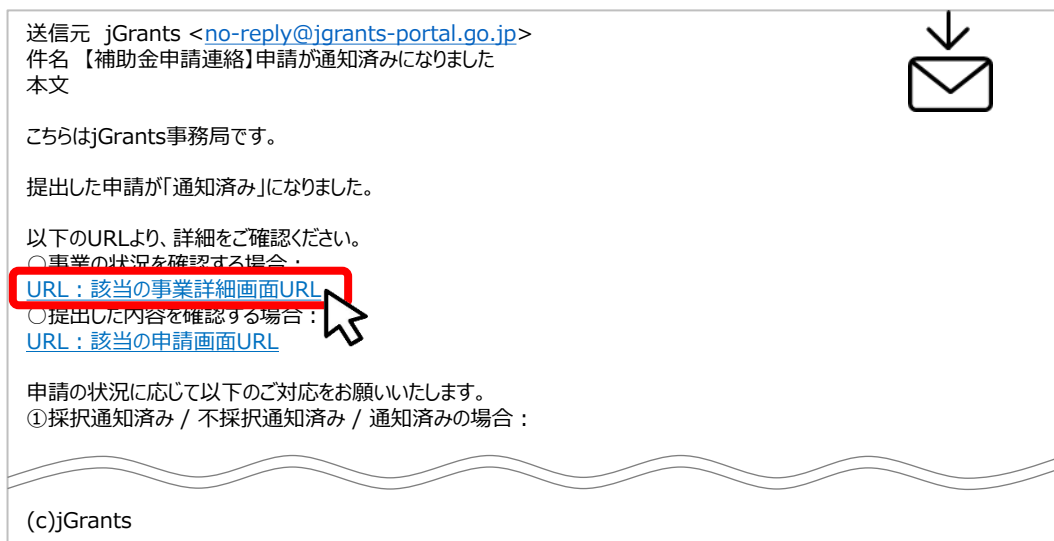 送信元 jGrants <no-reply@jgrants-portal.go.jp>
件名 【補助金申請連絡】申請が通知済みになりました
本文
こちらはjGrants事務局です。
提出した申請が「通知済み」になりました。
以下のURLより、詳細をご確認ください。
○事業の状況を確認する場合：
URL：該当の事業詳細画面URL
○提出した内容を確認する場合：
URL：該当の申請画面URL
申請の状況に応じて以下のご対応をお願いいたします。
①採択通知済み / 不採択通知済み / 通知済みの場合：
(c)jGrants